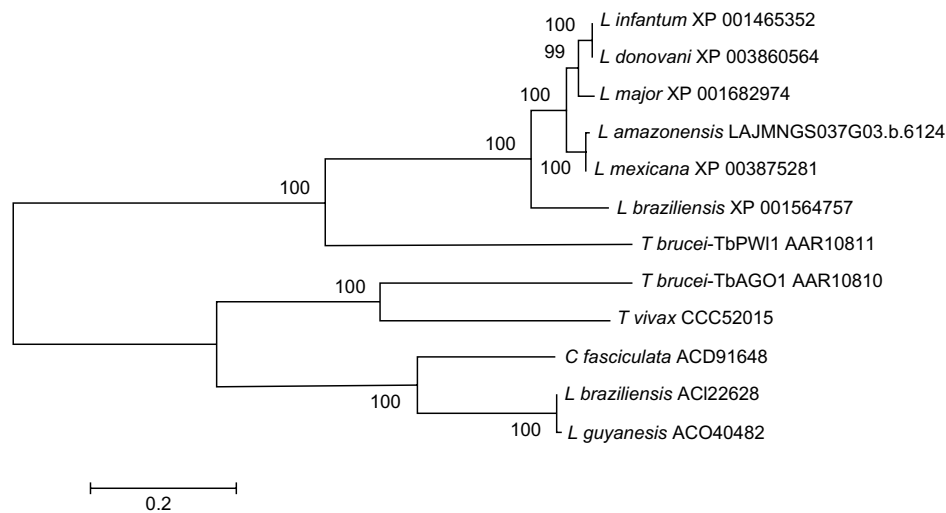 100
L infantum XP 001465352
99
L donovani XP 003860564
100
L major XP 001682974
100
L amazonensis LAJMNGS037G03.b.6124
100
L mexicana XP 003875281
100
L braziliensis XP 001564757
T brucei-TbPWI1 AAR10811
100
T brucei-TbAGO1 AAR10810
T vivax CCC52015
C fasciculata ACD91648
100
L braziliensis ACI22628
100
L guyanesis ACO40482
0.2